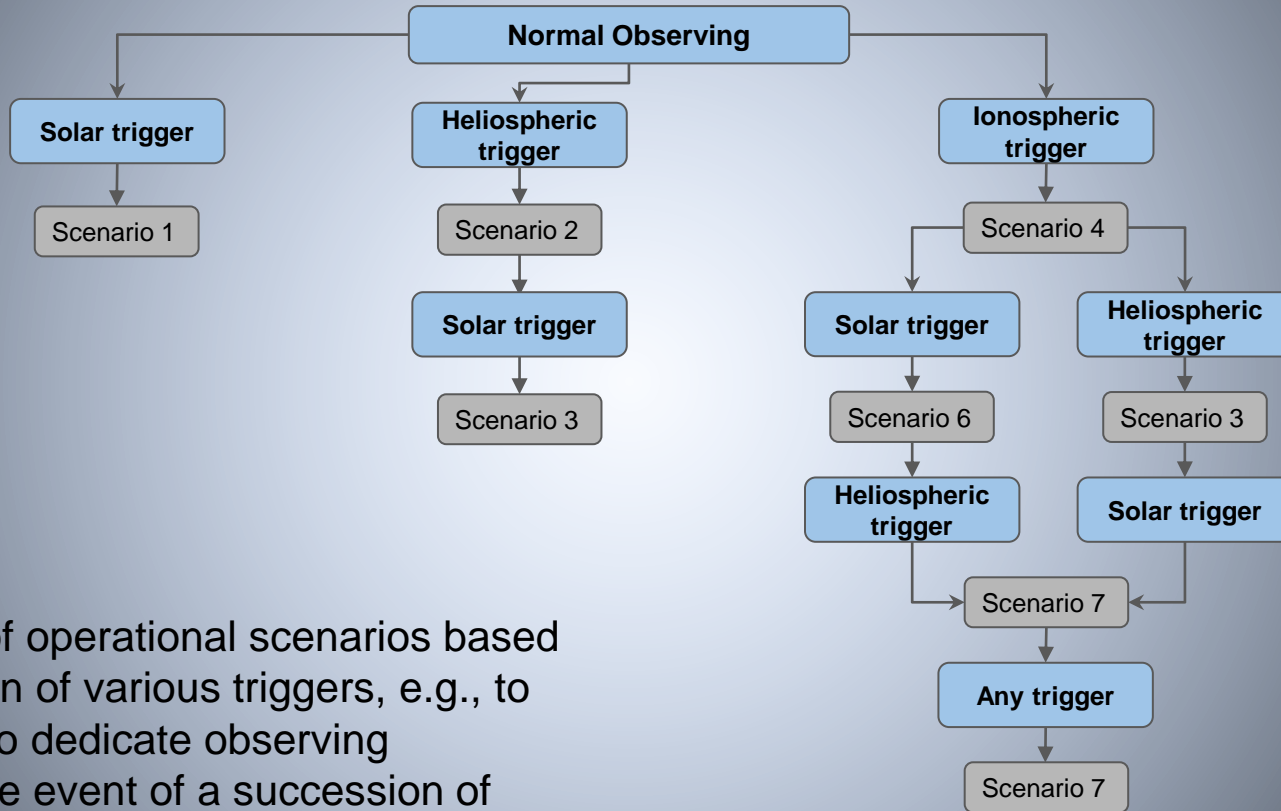 Normal Observing
Solar trigger
Heliospheric
trigger
Ionospheric
trigger
Scenario 1
Scenario 2
Scenario 4
Solar trigger
Solar trigger
Heliospheric
trigger
Scenario 3
Scenario 6
Scenario 3
Heliospheric
trigger
Solar trigger
Scenario 7
Any trigger
Scenario 7
of operational scenarios based
n of various triggers, e.g., to
o dedicate observing
e event of a succession of